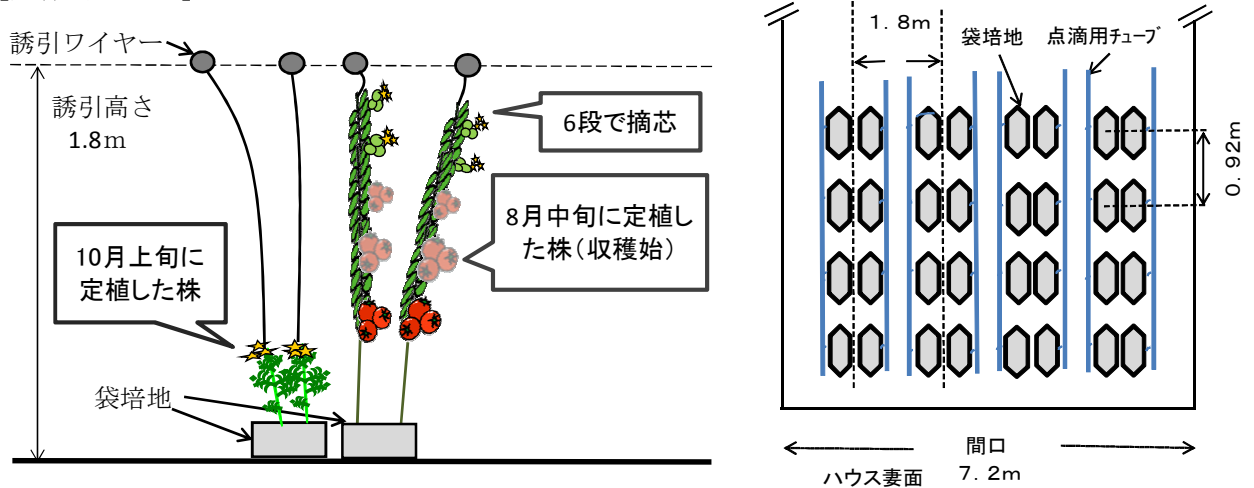 誘引ワイヤー
誘引高さ
1.8m
6段で摘芯
8月中旬に定植し
た株(収穫始)
10月上旬に
定植した株
袋培地
1.8m
袋培地
点滴用チューブ
0.92m
間口
7.2m
ハウス妻面